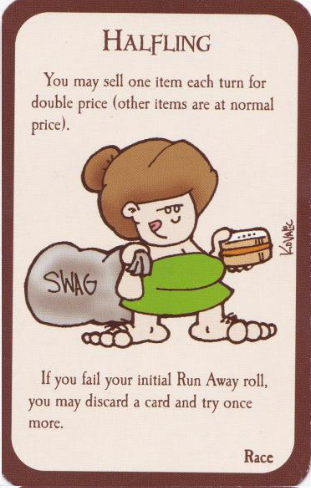 HALFLING
You may sell one item each turn for
double price (other items are at normal
price).
SWAG
KOVALIC
If you fail your initial Run Away roll,
you may discard a card and try once
more.
Race